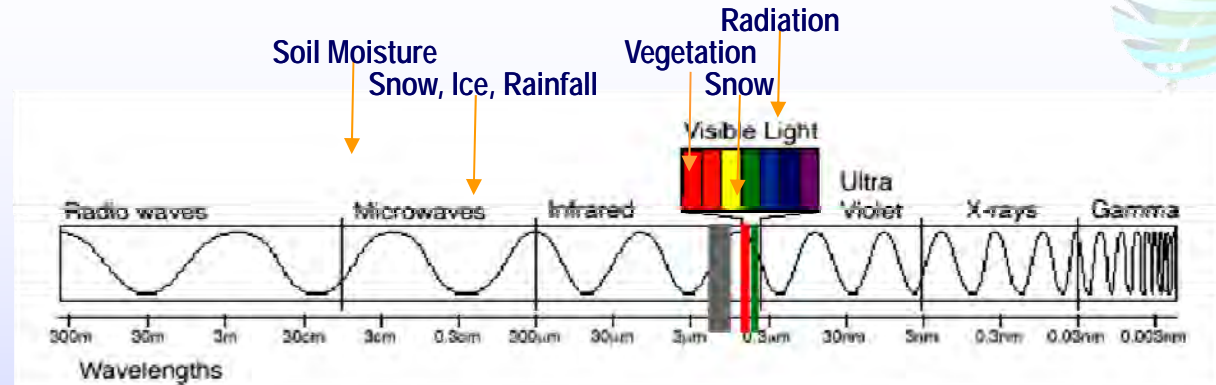 Radiation
Soil Moisture Vegetation
Snow, Ice, Rainfall Snow
Visible Light
Ultra
Radio waves Microwaves Infrared Violet X-rays Gamma
300m 30m 3m 30cm 3cm 0.3cm 300µm 30µm 3µm 0.3µm 30nm 3nm 0.3nm 0.03nm 0.003nm
Wavelengths